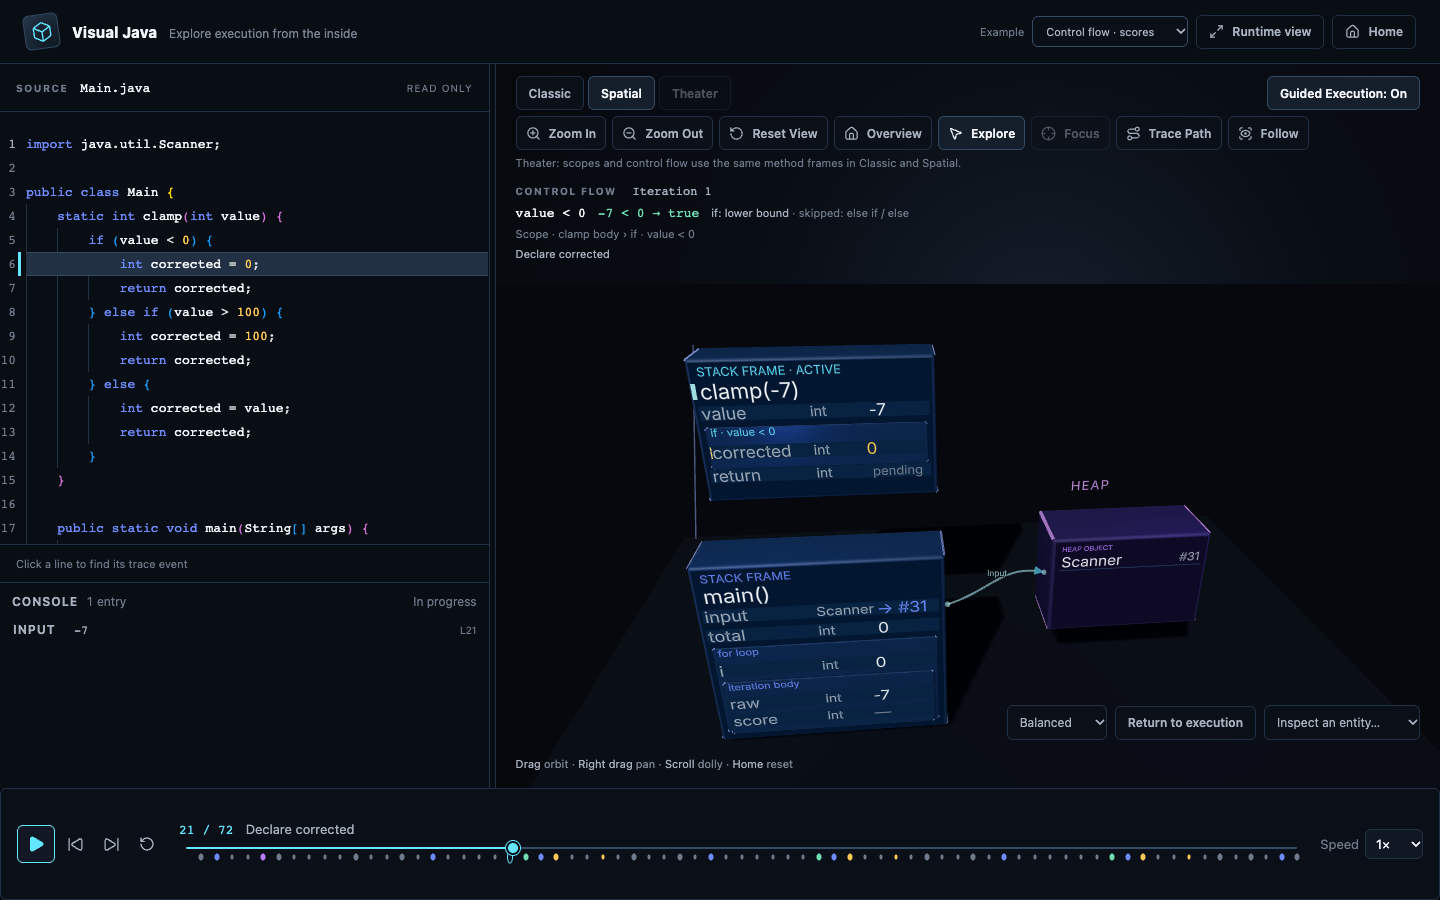 Visual Java Explore execution from the inside
Example Control flow · scores Runtime view Home
SOURCE Main.java READ ONLY
1 import java.util.Scanner;
2
3 public class Main {
4 static int clamp(int value) {
5 if (value < 0) {
6 int corrected = 0;
7 return corrected;
8 } else if (value > 100) {
9 int corrected = 100;
10 return corrected;
11 } else {
12 int corrected = value;
13 return corrected;
14 }
15 }
16
17 public static void main(String[] args) {
Click a line to find its trace event
CONSOLE 1 entry In progress
INPUT -7 L21
Classic Spatial Theater Guided Execution: On
Zoom In Zoom Out Reset View Overview Explore Focus Trace Path Follow
Theater: scopes and control flow use the same method frames in Classic and Spatial.
CONTROL FLOW Iteration 1
value < 0 -7 < 0 → true if: lower bound · skipped: else if / else
Scope · clamp body › if · value < 0
Declare corrected
STACK FRAME · ACTIVE
clamp(-7)
value int -7
if · value < 0
corrected int 0
return int pending
STACK FRAME
main()
input Scanner → #31
total int 0
for loop
i int 0
iteration body
raw int -7
score int —
input
HEAP
HEAP OBJECT
Scanner #31
Balanced Return to execution Inspect an entity...
Drag orbit · Right drag pan · Scroll dolly · Home reset
21 / 72 Declare corrected
Speed 1×